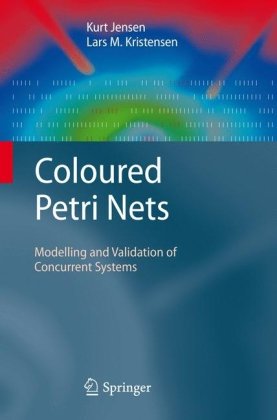 Kurt Jensen
Lars M. Kristensen
Coloured
Petri Nets
Modelling and Validation of
Concurrent Systems
Springer